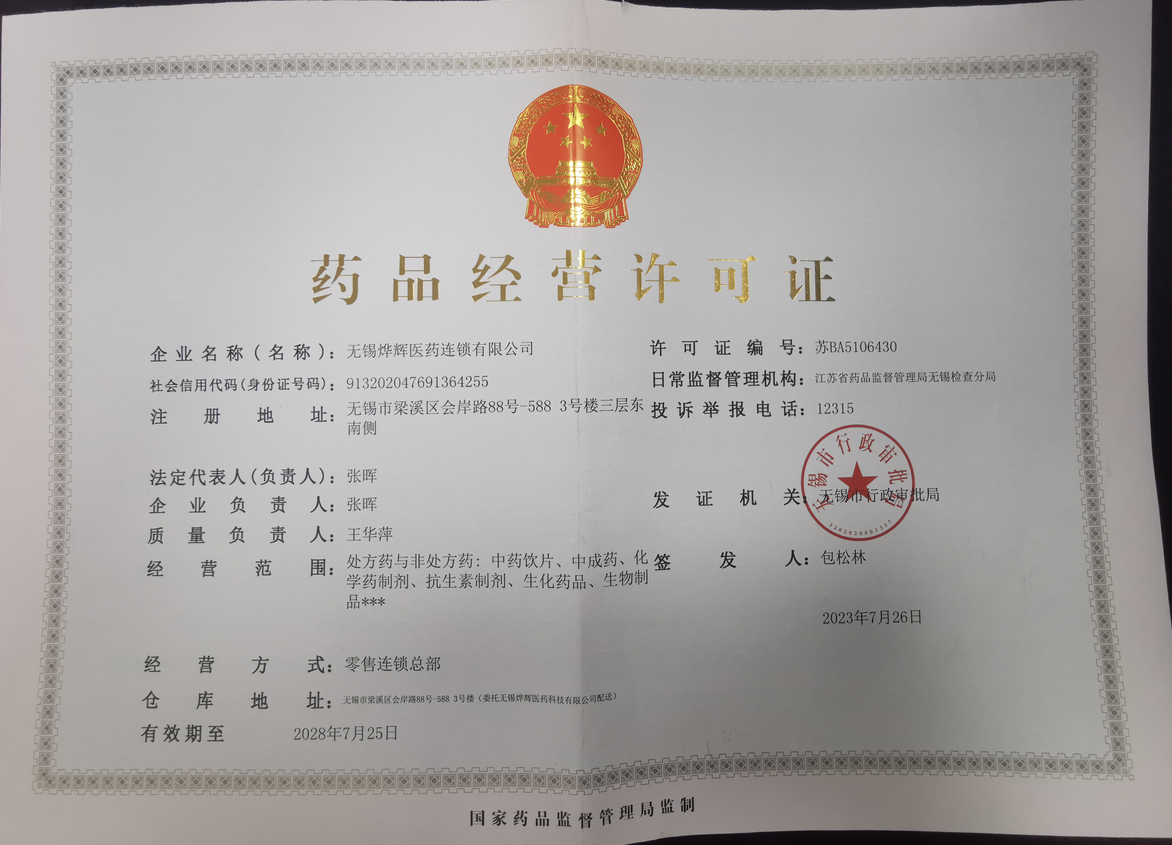 药品经营许可证
企业名称(名称)：无锡烨辉医药连锁有限公司
许可证编号：苏BA5106430
社会信用代码(身份证号码)：913202047691364255
日常监督管理机构：江苏省药品监督管理局无锡检查分局
注册地址：无锡市梁溪区会岸路88号-588 3号楼三层东
南侧
投诉举报电话：12315
法定代表人(负责人)：张晖
企业负责人：张晖
发证机关：无锡市行政审批局
无锡市行政审批局
质量负责人：王华萍
经营范围：处方药与非处方药：中药饮片、中成药、化
学药制剂、抗生素制剂、生化药品、生物制
品***
签发人：包松林
2023年7月26日
经营方式：零售连锁总部
仓库地址：无锡市梁溪区会岸路88号-588 3号楼（委托无锡烨辉医药科技有限公司配送）
有效期至 2028年7月25日
国家药品监督管理局监制